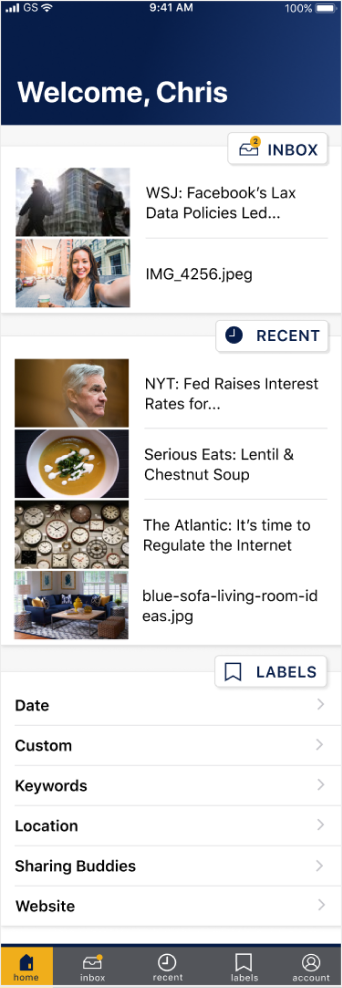 GS 9:41 AM 100%
Welcome, Chris
2
INBOX
WSJ: Facebook's Lax
Data Policies Led...
IMG_4256.jpeg
RECENT
NYT: Fed Raises Interest
Rates for...
Serious Eats: Lentil &
Chestnut Soup
The Atlantic: It's time to
Regulate the Internet
blue-sofa-living-room-id
eas.jpg
LABELS
Date
Custom
Keywords
Location
Sharing Buddies
Website
home inbox recent labels account